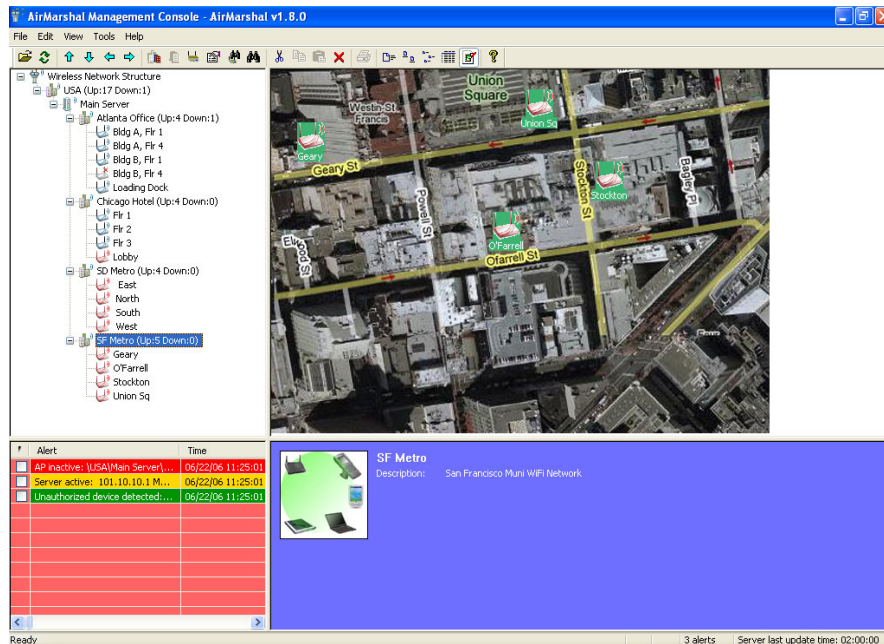 AirMarshal Management Console - AirMarshal v1.8.0
File Edit View Tools Help
Wireless Network Structure
USA (Up:17 Down:1)
Main Server
Atlanta Office (Up:4 Down:1)
Bldg A, Flr 1
Bldg A, Flr 4
Bldg B, Flr 1
Bldg B, Flr 4
Loading Dock
Chicago Hotel (Up:4 Down:0)
Flr 1
Flr 2
Flr 3
Lobby
SD Metro (Up:4 Down:0)
East
North
South
West
SF Metro (Up:5 Down:0)
Geary
O'Farrell
Stockton
Union Sq
Union
Square
Westin-St
Francis
Union Sq
Geary
Geary St
Stockton
Stockton St
Bagley Pl
Powell St
O'Farrell
Ofarrell St
Alert Time
AP inactive: \USA\Main Server\... 06/22/06 11:25:01
Server active: 101.10.10.1 M... 06/22/06 11:25:01
Unauthorized device detected:... 06/22/06 11:25:01
SF Metro
Description: San Francisco Muni WiFi Network
Ready
3 alerts Server last update time: 02:00:00